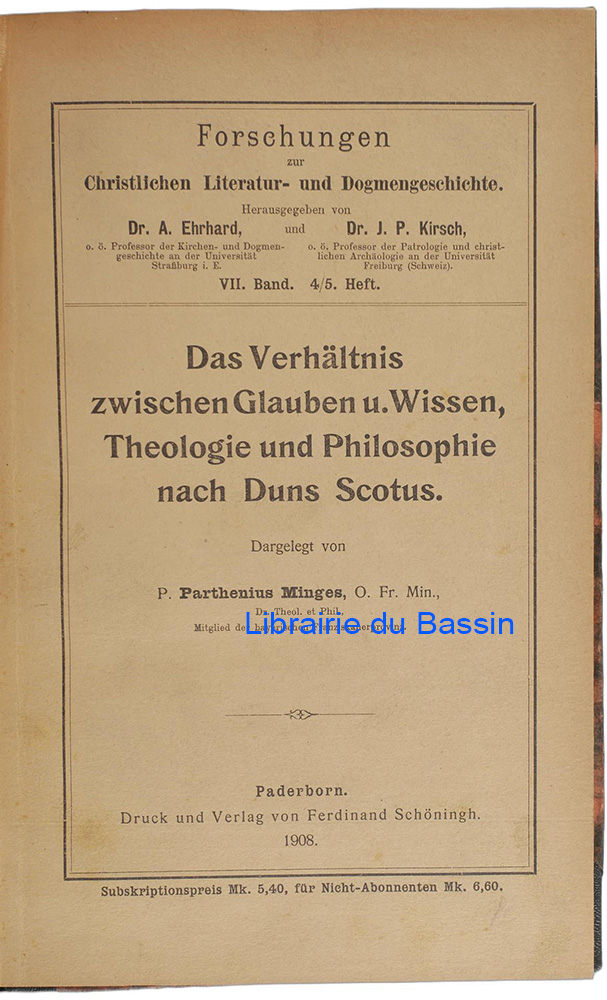 Forschungen
zur
Christlichen Literatur- und Dogmengeschichte.
Herausgegeben von
Dr. A. Ehrhard, und Dr. J. P. Kirsch,
o. ö. Professor der Kirchen- und Dogmen-
geschichte an der Universität
Straßburg i. E.
o. ö. Professor der Patrologie und christ-
lichen Archäologie an der Universität
Freiburg (Schweiz).
VII. Band. 4/5. Heft.
Das Verhältnis
zwischen Glauben u. Wissen,
Theologie und Philosophie
nach Duns Scotus.
Dargelegt von
P. Parthenius Minges, O. Fr. Min.,
Dr. Theol. et Phil.,
Mitglied der bayerischen Franziskanerprovinz.
Librairie du Bassin
Paderborn.
Druck und Verlag von Ferdinand Schöningh.
1908.
Subskriptionspreis Mk. 5,40, für Nicht-Abonnenten Mk. 6,60.